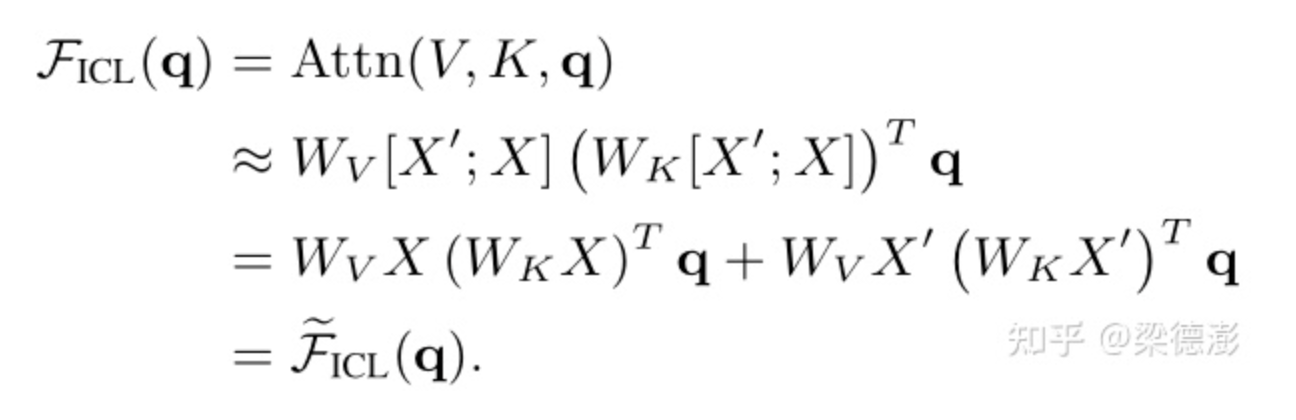 ℱ_ICL(𝐪) = Attn(V, K, 𝐪)
≈ W_V[X′; X] (W_K[X′; X])^T 𝐪
= W_V X (W_K X)^T 𝐪 + W_V X′ (W_K X′)^T 𝐪
= ℱ̃_ICL(𝐪).
知乎 @梁德澎